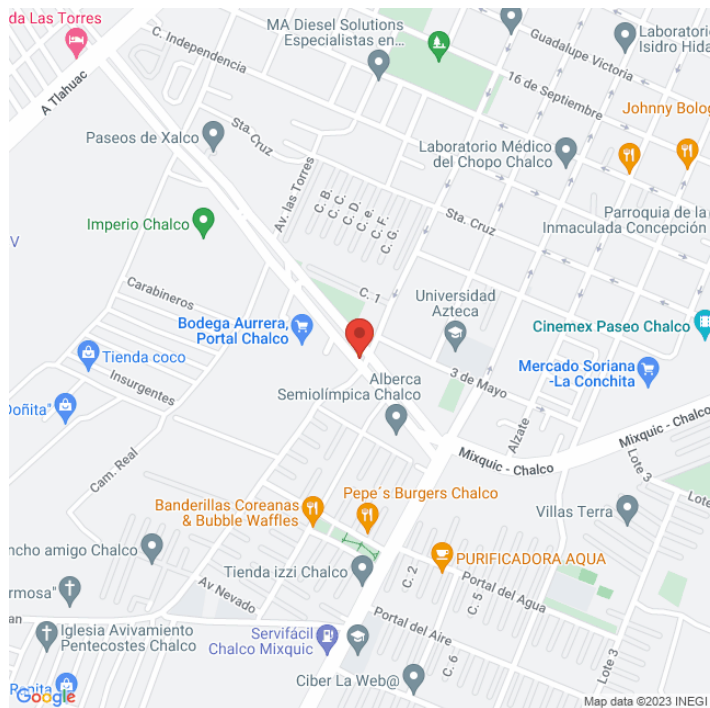 da Las Torres
MA Diesel Solutions
Especialistas en...
Laboratorio
Isidro Hida
Guadalupe Victoria
C. Independencia
16 de Septiembre
A Tlahuac
Johnny Bolog
Paseos de Xalco
Sta. Cruz
Laboratorio Médico
del Chopo Chalco
Av. las Torres
C. B.
C. C.
C. D.
C. e.
C. F.
C. G.
Sta. Cruz
Parroquia de la
Inmaculada Concepción
Imperio Chalco
V
C. 1
Carabineros
Universidad
Azteca
Bodega Aurrera,
Portal Chalco
Cinemex Paseo Chalco
Tienda coco
3 de Mayo
Mercado Soriana
-La Conchita
Insurgentes
Alberca
Semiolímpica Chalco
Doñita"
Alzate
Mixquic - Chalco
Mixquic - Chalco
Lote 3
Cam. Real
Lote
Pepe´s Burgers Chalco
Banderillas Coreanas
& Bubble Waffles
Villas Terra
ncho amigo Chalco
PURIFICADORA AQUA
Tienda izzi Chalco
C. 2
C. 5
Portal del Agua
Av Nevado
ermosa"
an
Portal del Aire
Iglesia Avivamiento
Pentecostes Chalco
Servifácil
Chalco Mixquic
C. 6
Lote 3
Ciber La Web@
Google
Map data ©2023 INEGI